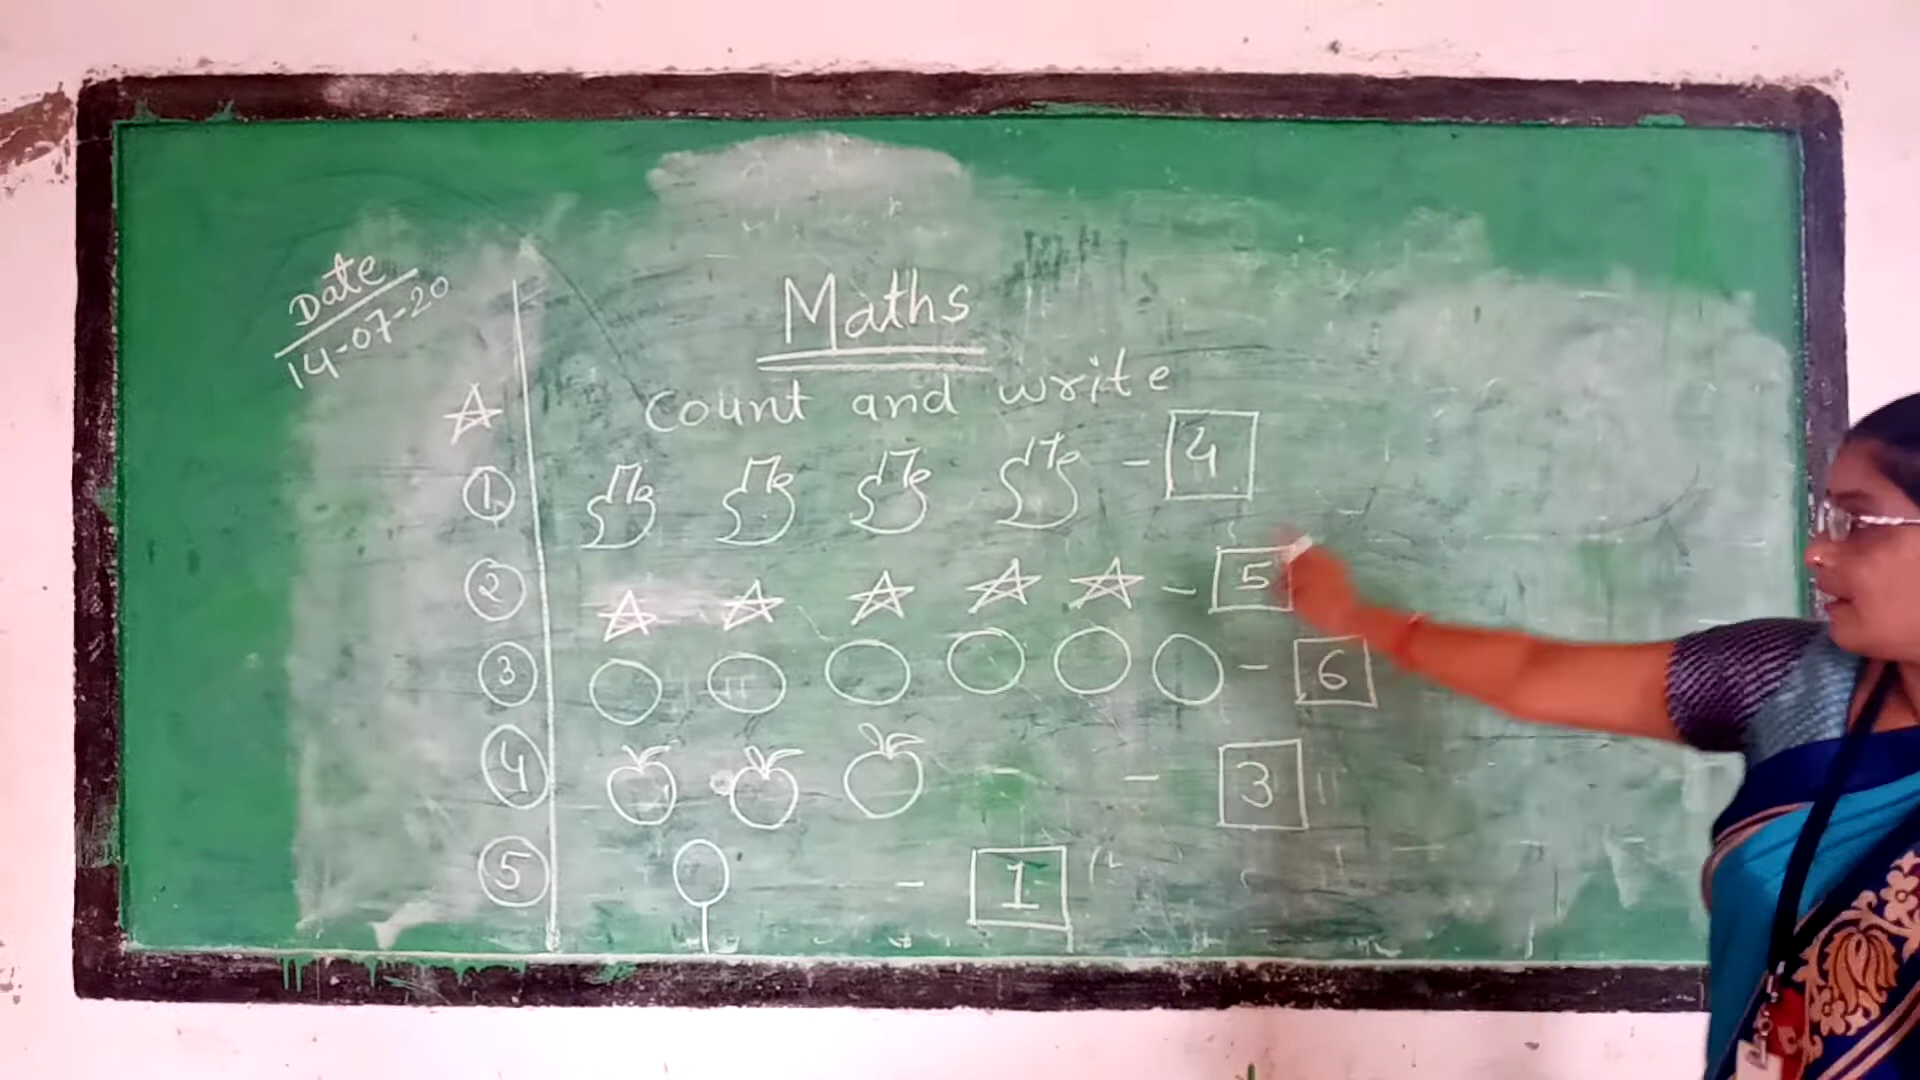 Date
14-07-20
Maths
count and write
① - 4
② - 5
③ - 6
④ - 3
⑤ - 1